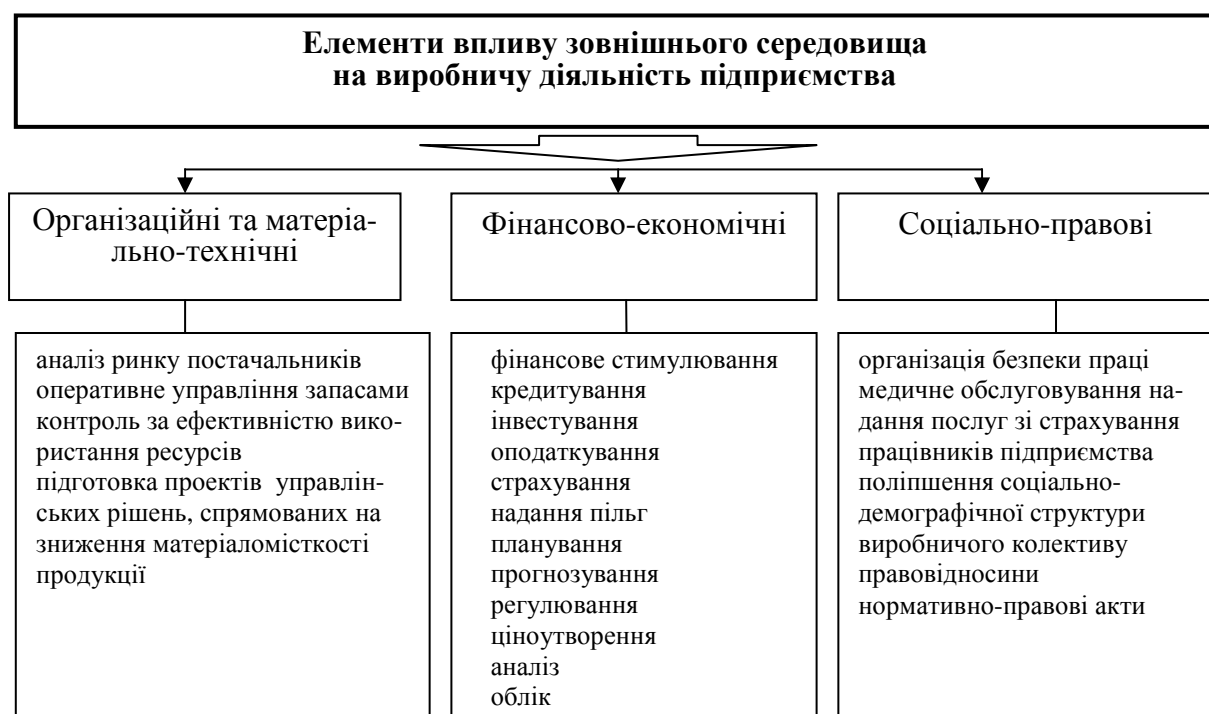 Елементи впливу зовнішнього середовища
на виробничу діяльність підприємства
Організаційні та матеріа-
льно-технічні
Фінансово-економічні
Соціально-правові
аналіз ринку постачальників
оперативне управління запасами
контроль за ефективністю вико-
ристання ресурсів
підготовка проектів управлін-
ських рішень, спрямованих на
зниження матеріаломісткості
продукції
фінансове стимулювання
кредитування
інвестування
оподаткування
страхування
надання пільг
планування
прогнозування
регулювання
ціноутворення
аналіз
облік
організація безпеки праці
медичне обслуговування на-
дання послуг зі страхування
працівників підприємства
поліпшення соціально-
демографічної структури
виробничого колективу
правовідносини
нормативно-правові акти